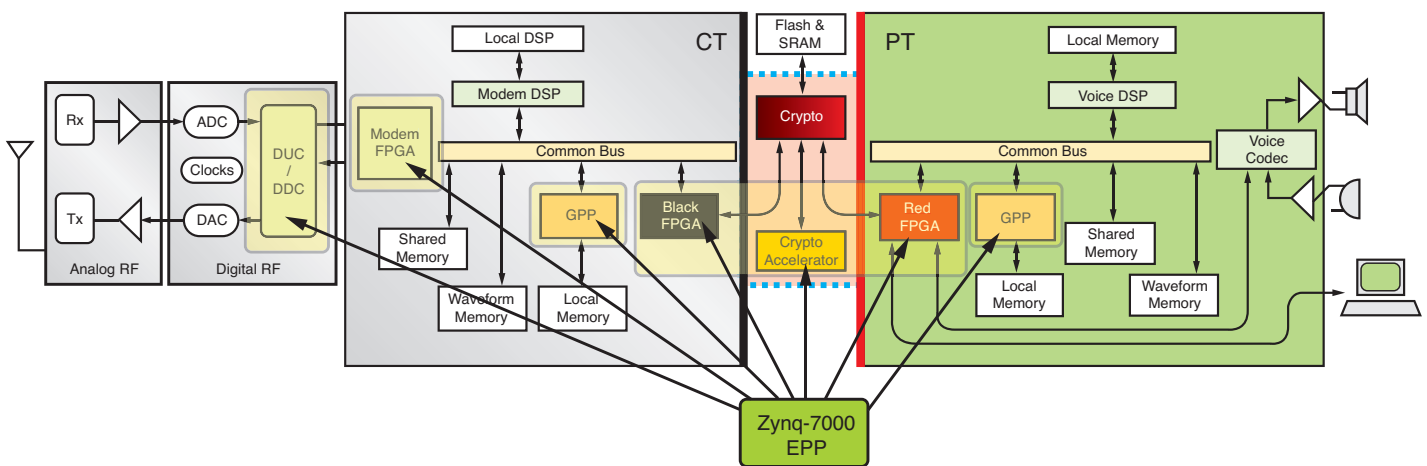 Rx
Tx
Analog RF
ADC
Clocks
DAC
DUC
/
DDC
Digital RF
CT
Local DSP
Modem DSP
Modem
FPGA
Common Bus
GPP
Black
FPGA
Shared
Memory
Waveform
Memory
Local
Memory
Flash &
SRAM
Crypto
Crypto
Accelerator
PT
Local Memory
Voice DSP
Common Bus
Red
FPGA
GPP
Shared
Memory
Local
Memory
Waveform
Memory
Voice
Codec
Zynq-7000
EPP